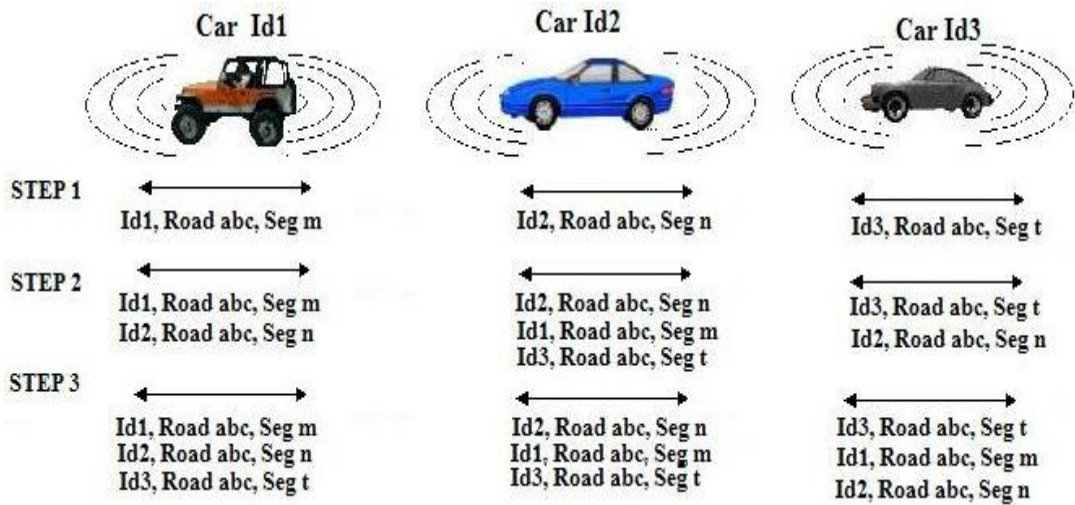 Car Id1
Car Id2
Car Id3
STEP 1
Id1, Road abc, Seg m
Id2, Road abc, Seg n
Id3, Road abc, Seg t
STEP 2
Id1, Road abc, Seg m
Id2, Road abc, Seg n
Id2, Road abc, Seg n
Id1, Road abc, Seg m
Id3, Road abc, Seg t
Id3, Road abc, Seg t
Id2, Road abc, Seg n
STEP 3
Id1, Road abc, Seg m
Id2, Road abc, Seg n
Id3, Road abc, Seg t
Id2, Road abc, Seg n
Id1, Road abc, Seg m
Id3, Road abc, Seg t
Id3, Road abc, Seg t
Id1, Road abc, Seg m
Id2, Road abc, Seg n